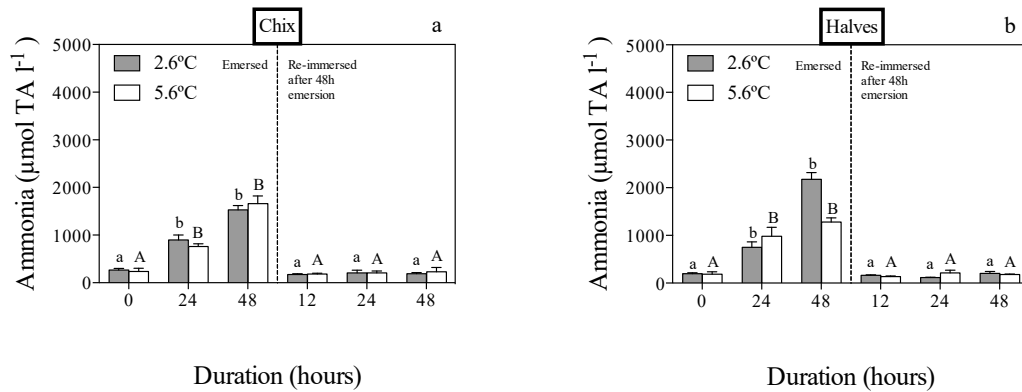 Chix
a
Ammonia (µmol TA l⁻¹)
5000
4000
3000
2000
1000
0
2.6ºC
5.6ºC
Emersed
Re-immersed
after 48h
emersion
a A
b B
b B
a A
a A
a A
0 24 48 12 24 48
Duration (hours)
Halves
b
Ammonia (µmol TA l⁻¹)
5000
4000
3000
2000
1000
0
2.6ºC
5.6ºC
Emersed
Re-immersed
after 48h
emersion
a A
b B
b B
a A
a A
a A
0 24 48 12 24 48
Duration (hours)